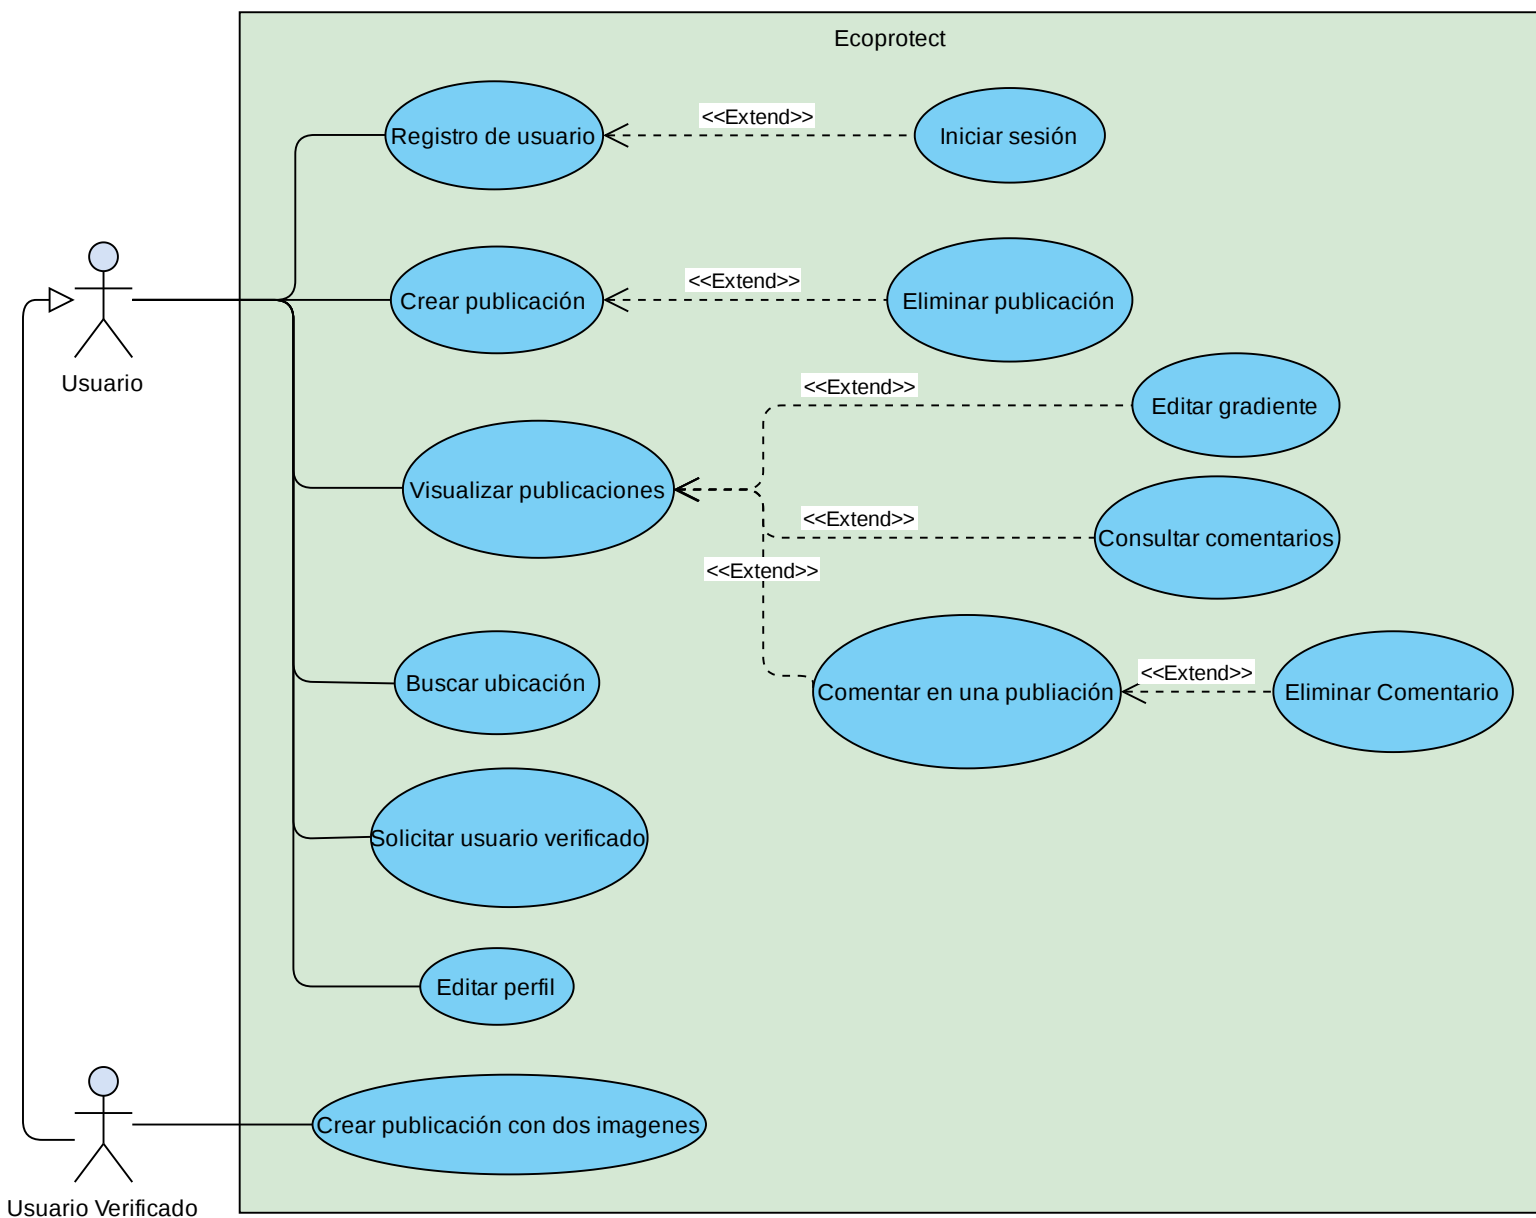 Ecoprotect
Registro de usuario
<<Extend>>
Iniciar sesión
Usuario
Crear publicación
<<Extend>>
Eliminar publicación
<<Extend>>
Editar gradiente
Visualizar publicaciones
<<Extend>>
Consultar comentarios
<<Extend>>
Buscar ubicación
Comentar en una publiación
<<Extend>>
Eliminar Comentario
Solicitar usuario verificado
Editar perfil
Crear publicación con dos imagenes
Usuario Verificado